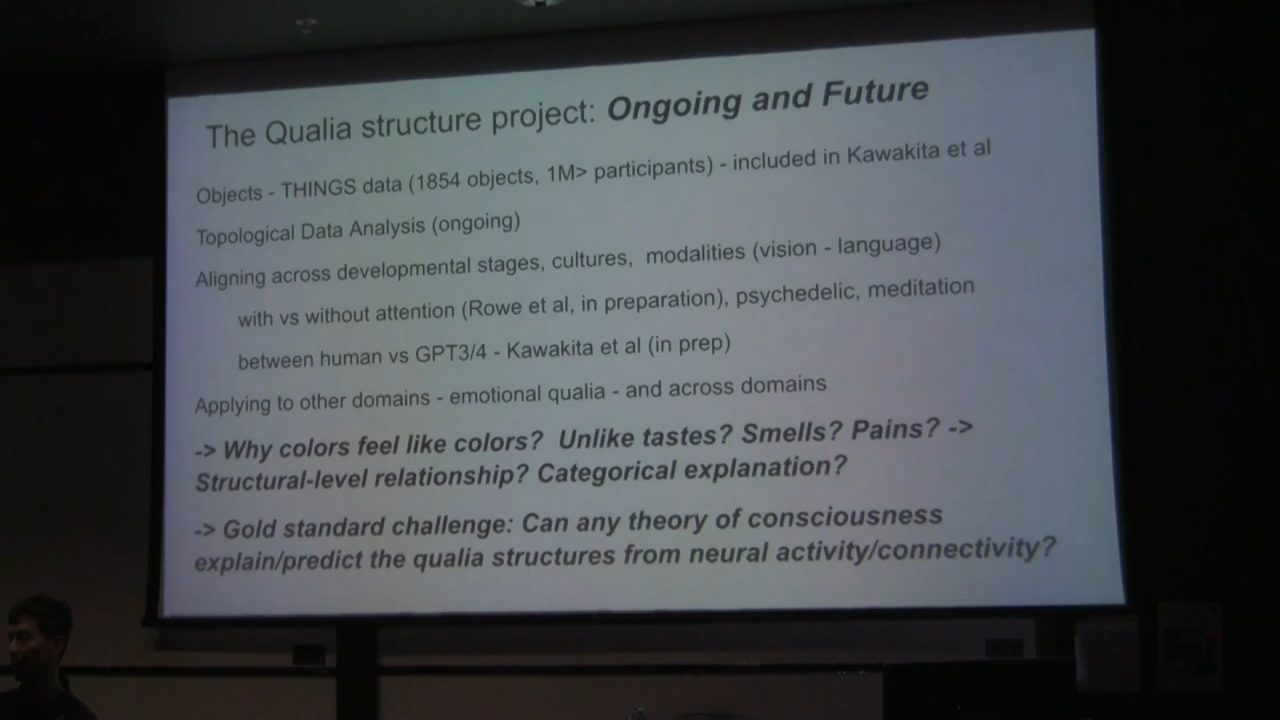 The Qualia structure project: Ongoing and Future
Objects - THINGS data (1854 objects, 1M> participants) - included in Kawakita et al
Topological Data Analysis (ongoing)
Aligning across developmental stages, cultures, modalities (vision - language)
with vs without attention (Rowe et al, in preparation), psychedelic, meditation
between human vs GPT3/4 - Kawakita et al (in prep)
Applying to other domains - emotional qualia - and across domains
-> Why colors feel like colors? Unlike tastes? Smells? Pains? ->
Structural-level relationship? Categorical explanation?
-> Gold standard challenge: Can any theory of consciousness
explain/predict the qualia structures from neural activity/connectivity?